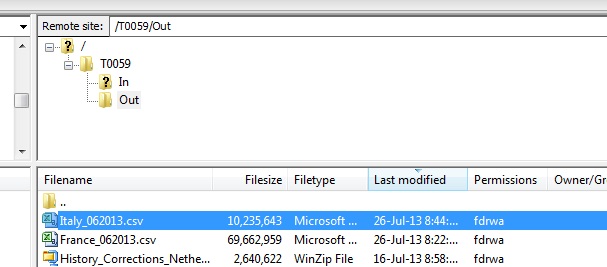 Remote site: /T0059/Out
/
T0059
In
Out
Filename Filesize Filetype Last modified Permissions Owner/Gr
..
Italy_062013.csv 10,235,643 Microsoft ... 26-Jul-13 8:44:... fdrwa
France_062013.csv 69,662,959 Microsoft ... 26-Jul-13 8:22:... fdrwa
History_Corrections_Nethe... 2,640,622 WinZip File 16-Jul-13 8:58:... fdrwa